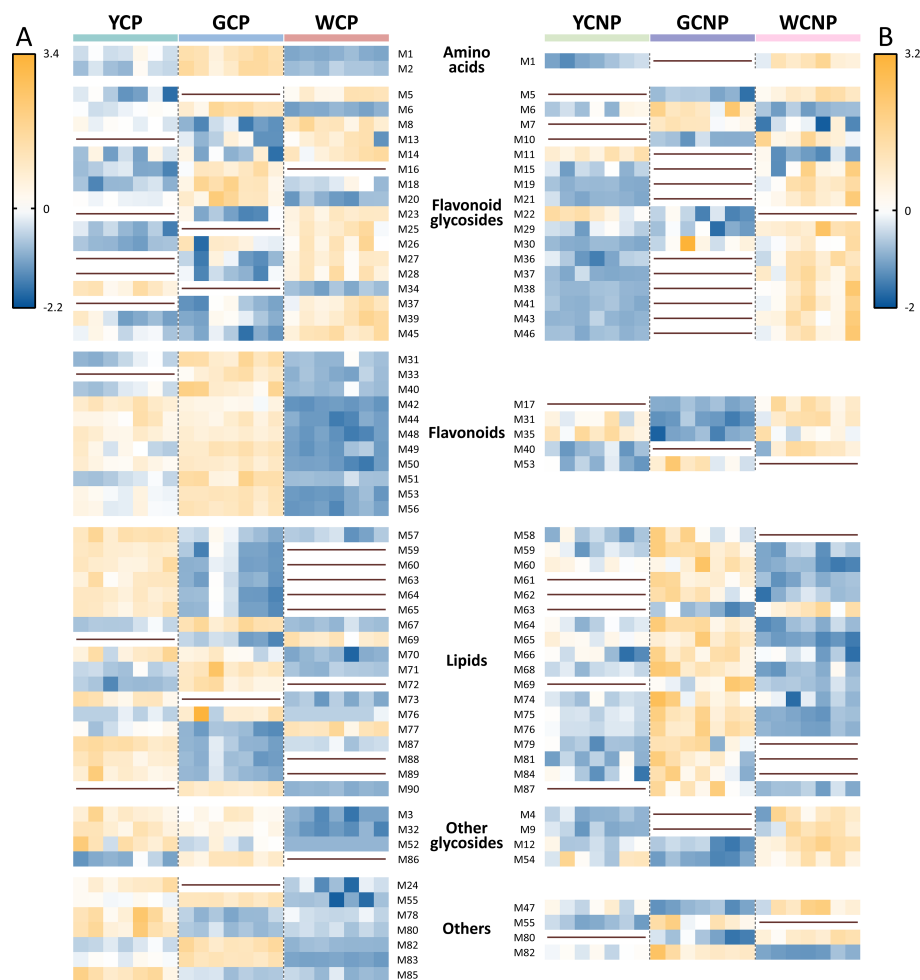 YCP GCP WCP YCNP GCNP WCNP
A B
3.4
0
-2.2
3.2
0
-2
Amino
acids
M1
M2
M1
Flavonoid
glycosides
M5
M6
M8
M13
M14
M16
M18
M20
M23
M25
M26
M27
M28
M34
M37
M39
M45
M5
M6
M7
M10
M11
M15
M19
M21
M22
M29
M30
M36
M37
M38
M41
M43
M46
Flavonoids
M31
M33
M40
M42
M44
M48
M49
M50
M51
M53
M56
M17
M31
M35
M40
M53
Lipids
M57
M59
M60
M63
M64
M65
M67
M69
M70
M71
M72
M73
M76
M77
M87
M88
M89
M90
M58
M59
M60
M61
M62
M63
M64
M65
M66
M68
M69
M74
M75
M76
M79
M81
M84
M87
Other
glycosides
M3
M32
M52
M86
M4
M9
M12
M54
Others
M24
M55
M78
M80
M82
M83
M85
M47
M55
M80
M82